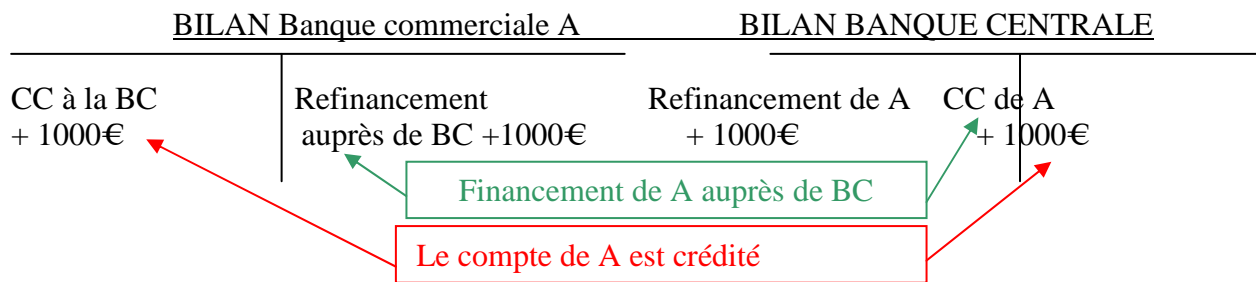 BILAN Banque commerciale A BILAN BANQUE CENTRALE
CC à la BC Refinancement Refinancement de A CC de A
+ 1000€ auprès de BC +1000€ + 1000€ + 1000€
Financement de A auprès de BC
Le compte de A est crédité